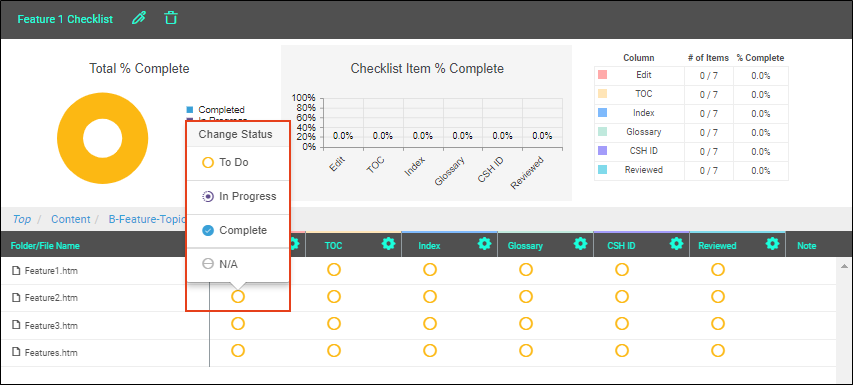 Feature 1 Checklist
Total % Complete
Completed
In Progress
Checklist Item % Complete
100%
80%
60%
40%
20%
0%
0.0% 0.0% 0.0% 0.0% 0.0% 0.0%
Edit TOC Index Glossary CSH ID Reviewed
Column # of Items % Complete
Edit 0 / 7 0.0%
TOC 0 / 7 0.0%
Index 0 / 7 0.0%
Glossary 0 / 7 0.0%
CSH ID 0 / 7 0.0%
Reviewed 0 / 7 0.0%
Change Status
To Do
In Progress
Complete
N/A
Top / Content / B-Feature-Topic
Folder/File Name TOC Index Glossary CSH ID Reviewed Note
Feature1.htm
Feature2.htm
Feature3.htm
Features.htm